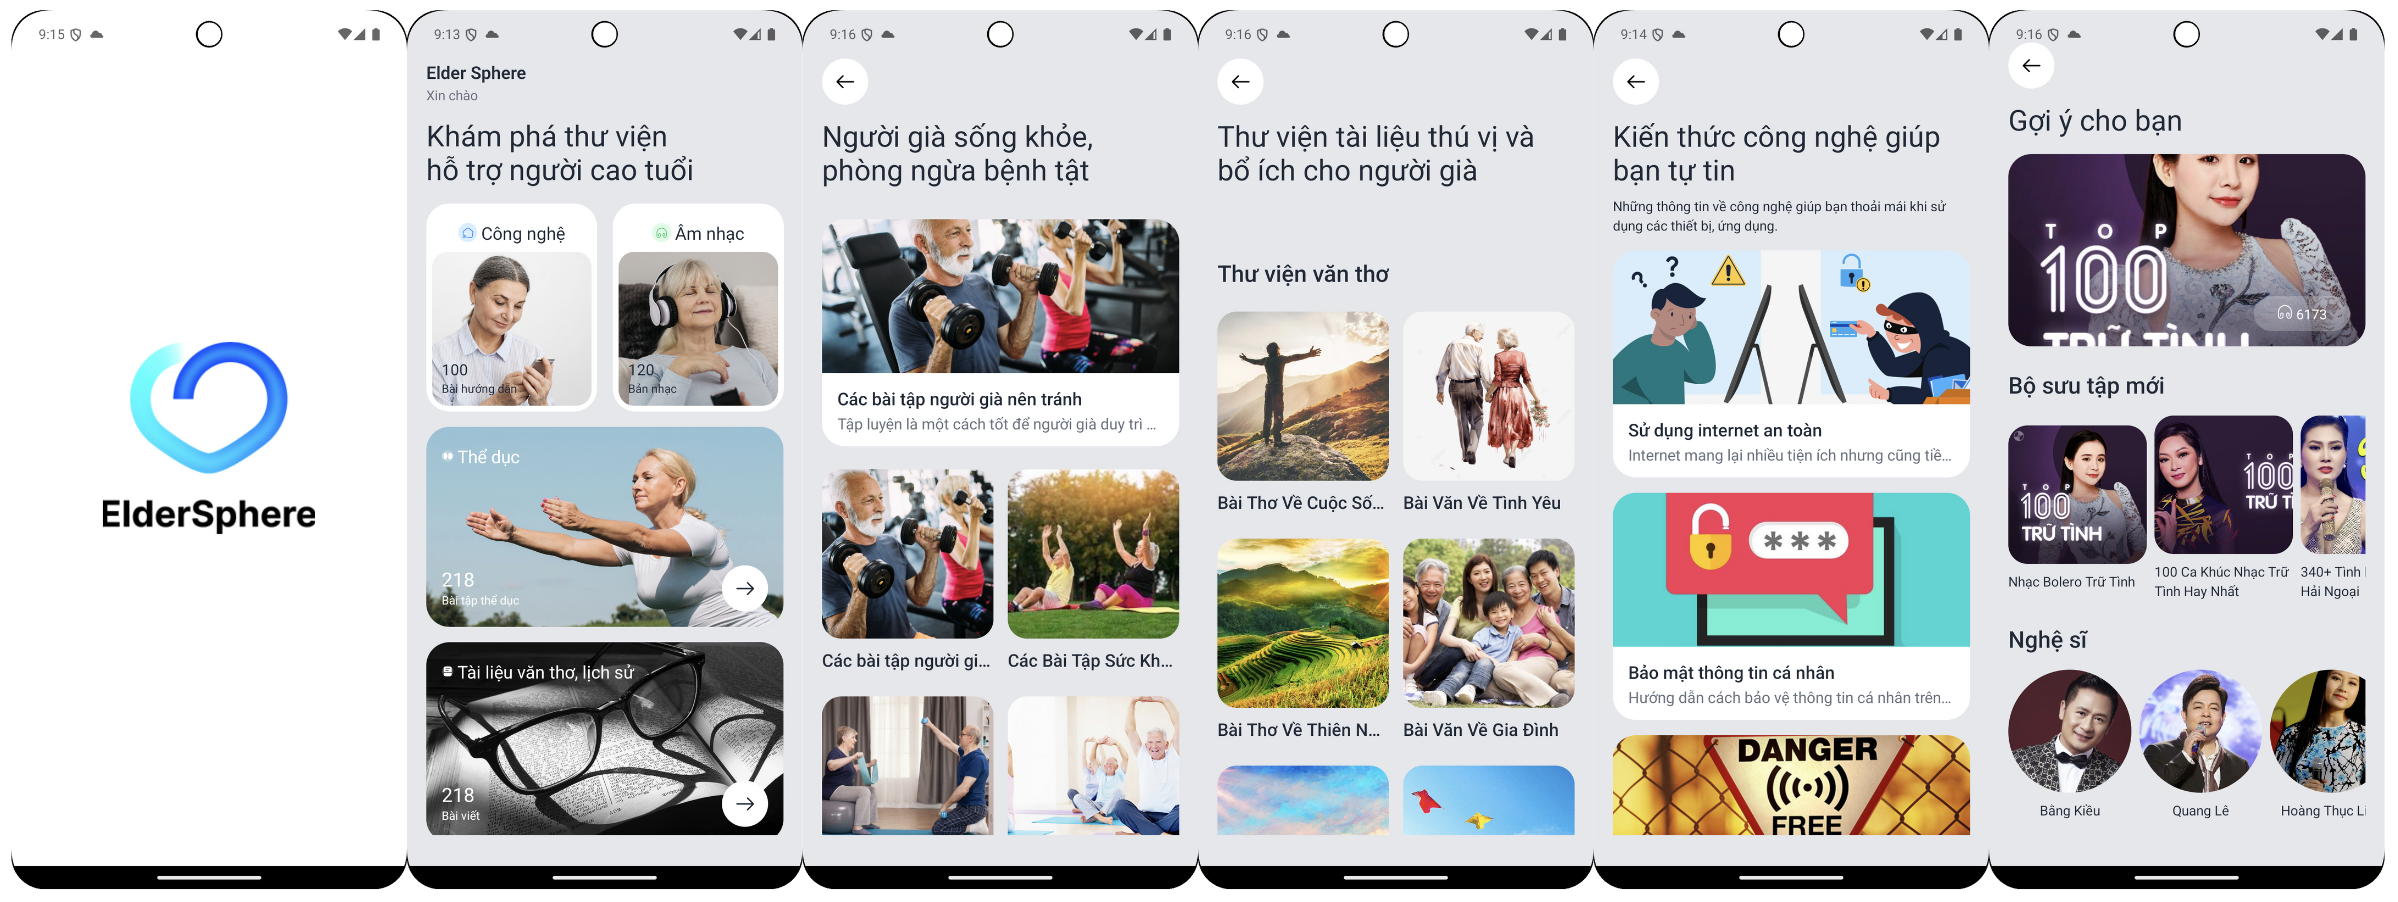 9:15
ElderSphere
9:13
Elder Sphere
Xin chào
Khám phá thư viện
hỗ trợ người cao tuổi
Công nghệ
100
Bài hướng dẫn
Âm nhạc
120
Bản nhạc
Thể dục
218
Bài tập thể dục
Tài liệu văn thơ, lịch sử
218
Bài viết
9:16
Người già sống khỏe,
phòng ngừa bệnh tật
Các bài tập người già nên tránh
Tập luyện là một cách tốt để người già duy trì ...
Các bài tập người gi...
Các Bài Tập Sức Kh...
9:16
Thư viện tài liệu thú vị và
bổ ích cho người già
Thư viện văn thơ
Bài Thơ Về Cuộc Số...
Bài Văn Về Tình Yêu
Bài Thơ Về Thiên N...
Bài Văn Về Gia Đình
9:14
Kiến thức công nghệ giúp
bạn tự tin
Những thông tin về công nghệ giúp bạn thoải mái khi sử
dụng các thiết bị, ứng dụng.
? ?
Sử dụng internet an toàn
Internet mang lại nhiều tiện ích nhưng cũng tiề...
***
Bảo mật thông tin cá nhân
Hướng dẫn cách bảo vệ thông tin cá nhân trên...
DANGER
FREE
9:16
Gợi ý cho bạn
TOP
100
TRỮ TÌNH
6173
Bộ sưu tập mới
TOP
100
TRỮ TÌNH
Nhạc Bolero Trữ Tình
TOP
100
TRỮ T
100 Ca Khúc Nhạc Trữ
Tình Hay Nhất
340+ Tình
Hải Ngoại
Nghệ sĩ
Bằng Kiều
Quang Lê
Hoàng Thục Li